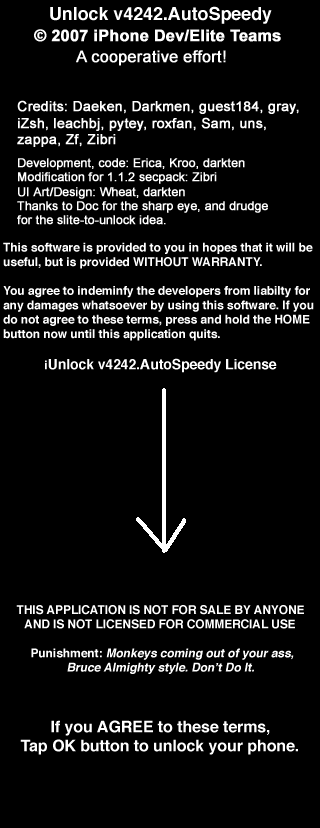 Unlock v4242.AutoSpeedy
© 2007 iPhone Dev/Elite Teams
A cooperative effort!
Credits: Daeken, Darkmen, guest184, gray,
iZsh, leachbj, pytey, roxfan, Sam, uns,
zappa, Zf, Zibri
Development, code: Erica, Kroo, darkten
Modification for 1.1.2 secpack: Zibri
UI Art/Design: Wheat, darkten
Thanks to Doc for the sharp eye, and drudge
for the slite-to-unlock idea.
This software is provided to you in hopes that it will be
useful, but is provided WITHOUT WARRANTY.
You agree to indeminfy the developers from liabilty for
any damages whatsoever by using this software. If you
do not agree to these terms, press and hold the HOME
button now until this application quits.
iUnlock v4242.AutoSpeedy License
THIS APPLICATION IS NOT FOR SALE BY ANYONE
AND IS NOT LICENSED FOR COMMERCIAL USE
Punishment: Monkeys coming out of your ass,
Bruce Almighty style. Don't Do It.
If you AGREE to these terms,
Tap OK button to unlock your phone.